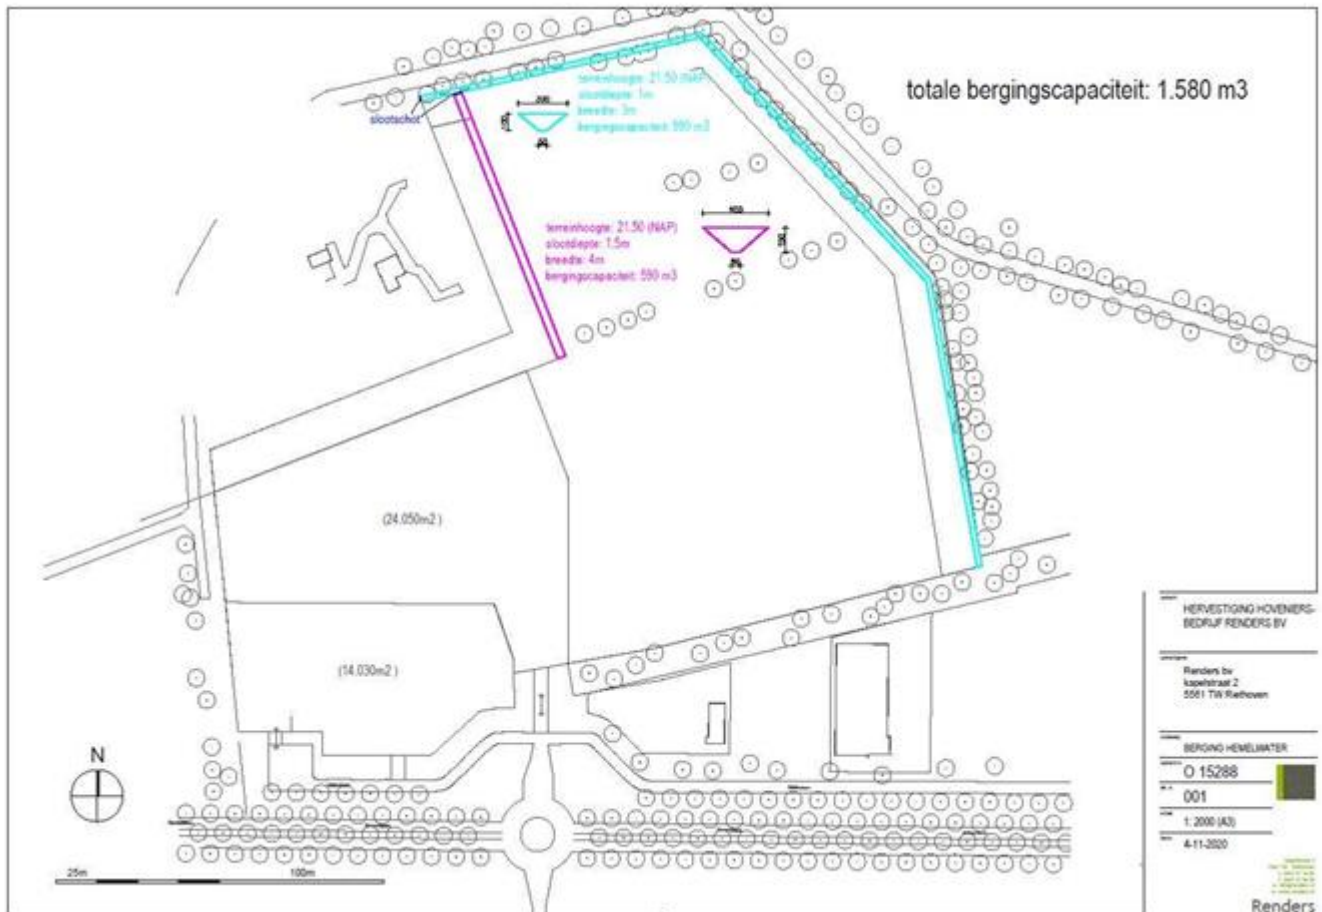 totale bergingscapaciteit: 1.580 m3
terreinhoogte: 21.50 (NAP)
slootdiepte: 1m
breedte: 3m
bergingscapaciteit: 990 m3
slootschot
terreinhoogte: 21.50 (NAP)
slootdiepte: 1.5m
breedte: 4m
bergingscapaciteit: 590 m3
(24.050m2 )
(14.030m2 )
N
25m
100m
HERVESTIGING HOVENIERS-
BEDRIJF RENDERS BV
Renders bv
kapelstraat 2
5561 TW Riethoven
BERGING HEMELWATER
O 15288
001
1: 2000 (A3)
4-11-2020
Renders